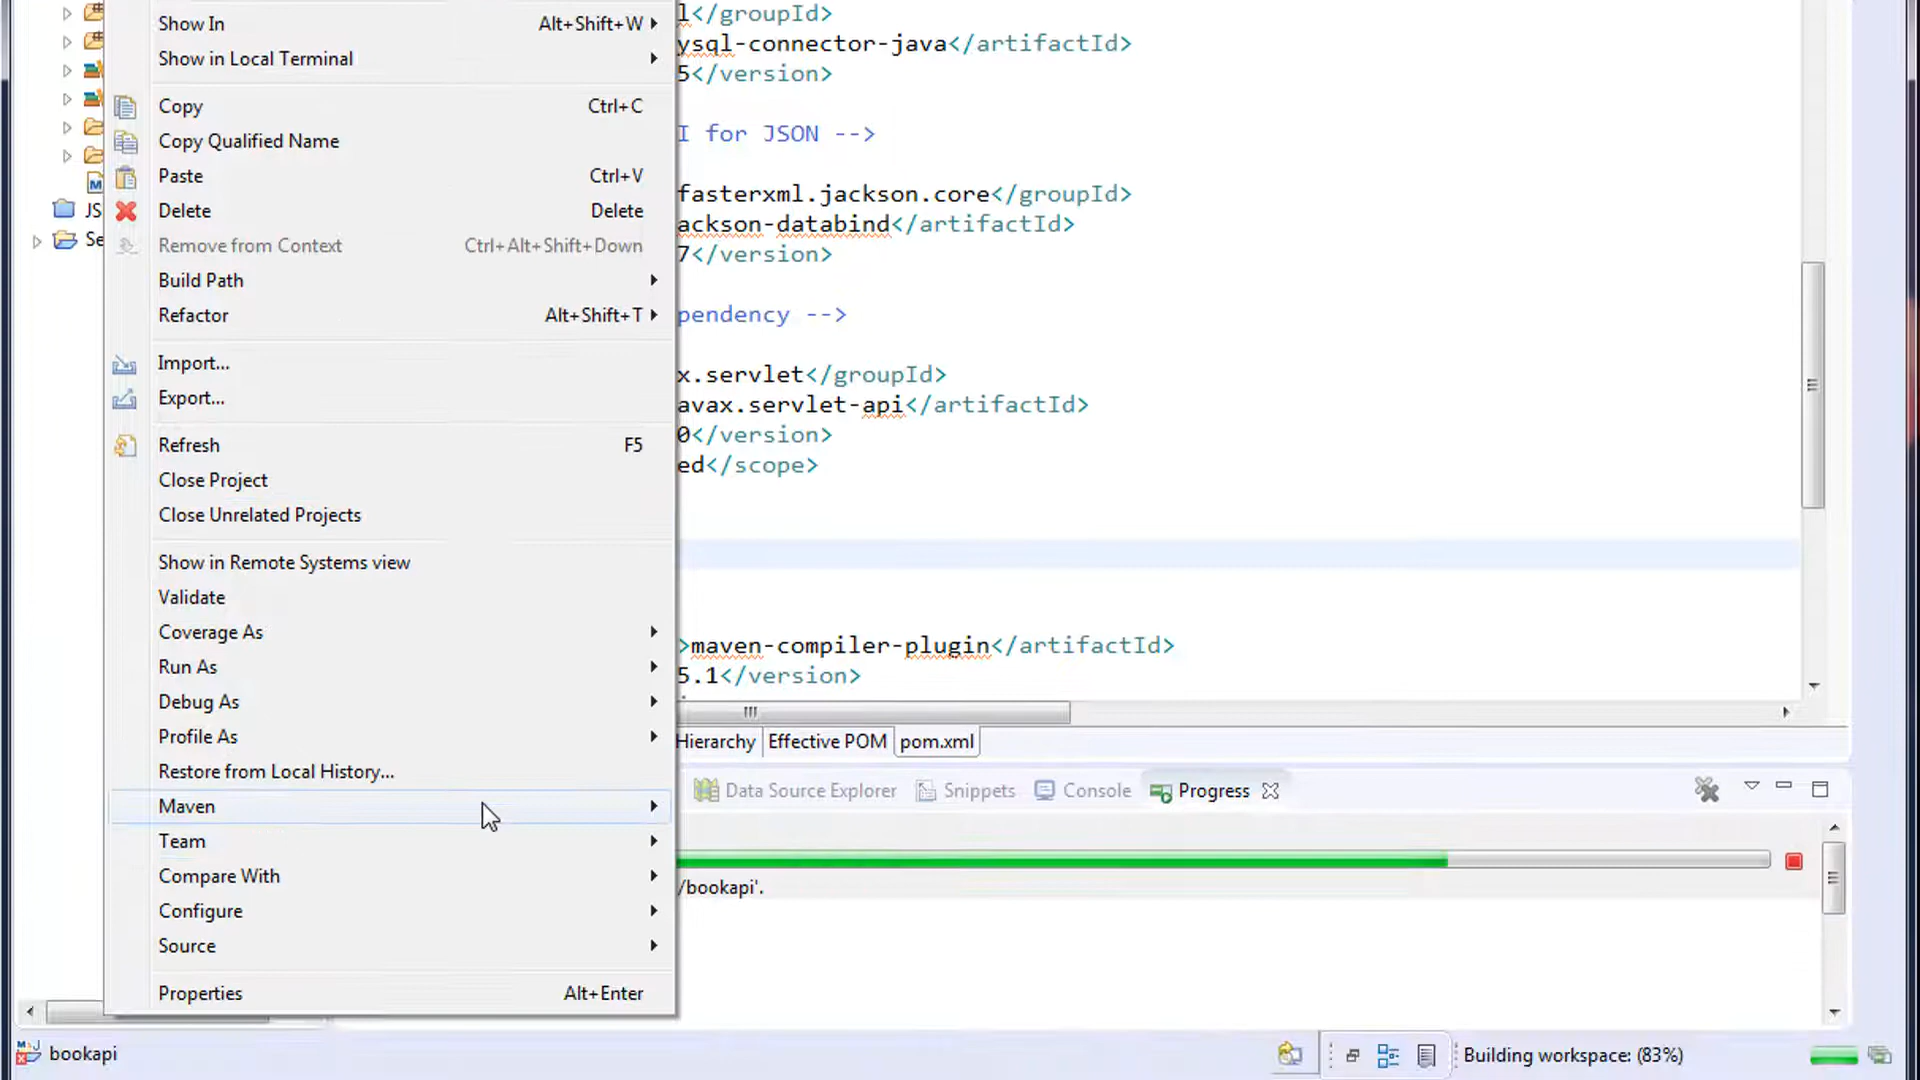 Show In Alt+Shift+W
Show in Local Terminal
Copy Ctrl+C
Copy Qualified Name
Paste Ctrl+V
Delete Delete
Remove from Context Ctrl+Alt+Shift+Down
Build Path
Refactor Alt+Shift+T
Import...
Export...
Refresh F5
Close Project
Close Unrelated Projects
Show in Remote Systems view
Validate
Coverage As
Run As
Debug As
Profile As
Restore from Local History...
Maven
Team
Compare With
Configure
Source
Properties Alt+Enter
JS
Se
l</groupId>
ysql-connector-java</artifactId>
5</version>
I for JSON -->
fasterxml.jackson.core</groupId>
ackson-databind</artifactId>
7</version>
pendency -->
x.servlet</groupId>
avax.servlet-api</artifactId>
0</version>
ed</scope>
>maven-compiler-plugin</artifactId>
5.1</version>
Hierarchy Effective POM pom.xml
Data Source Explorer Snippets Console Progress
/bookapi'.
bookapi
Building workspace: (83%)